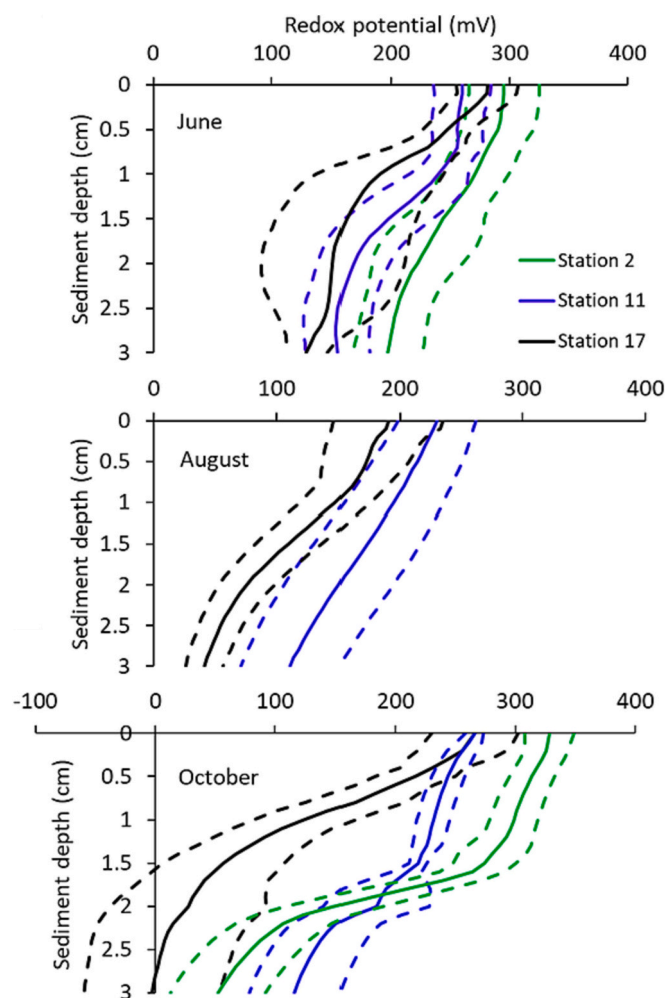 Redox potential (mV)
0 100 200 300 400
0
0.5
1
1.5
2
2.5
3
Sediment depth (cm)
June
Station 2
Station 11
Station 17
0 100 200 300 400
0
0.5
1
1.5
2
2.5
3
Sediment depth (cm)
August
-100 0 100 200 300 400
0
0.5
1
1.5
2
2.5
3
Sediment depth (cm)
October